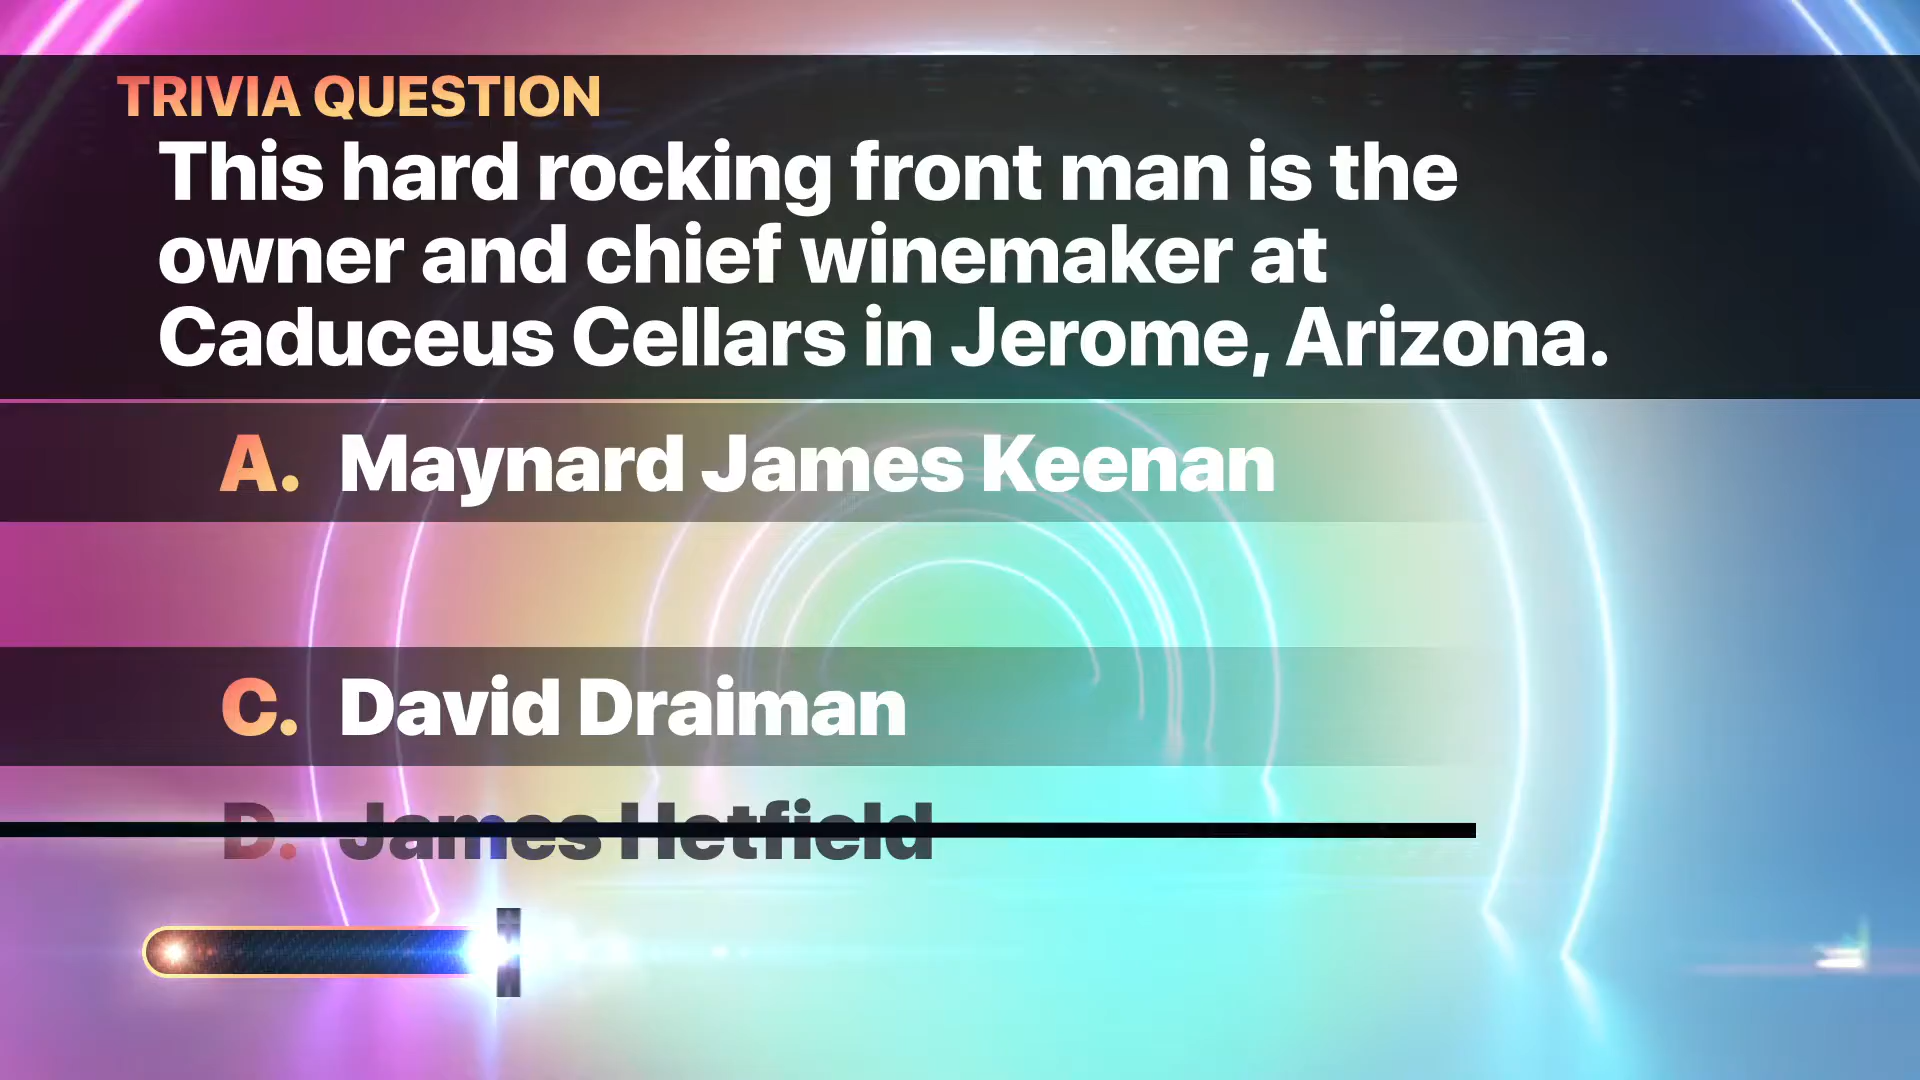 TRIVIA QUESTION
This hard rocking front man is the
owner and chief winemaker at
Caduceus Cellars in Jerome, Arizona.
A. Maynard James Keenan
C. David Draiman
D. James Hetfield